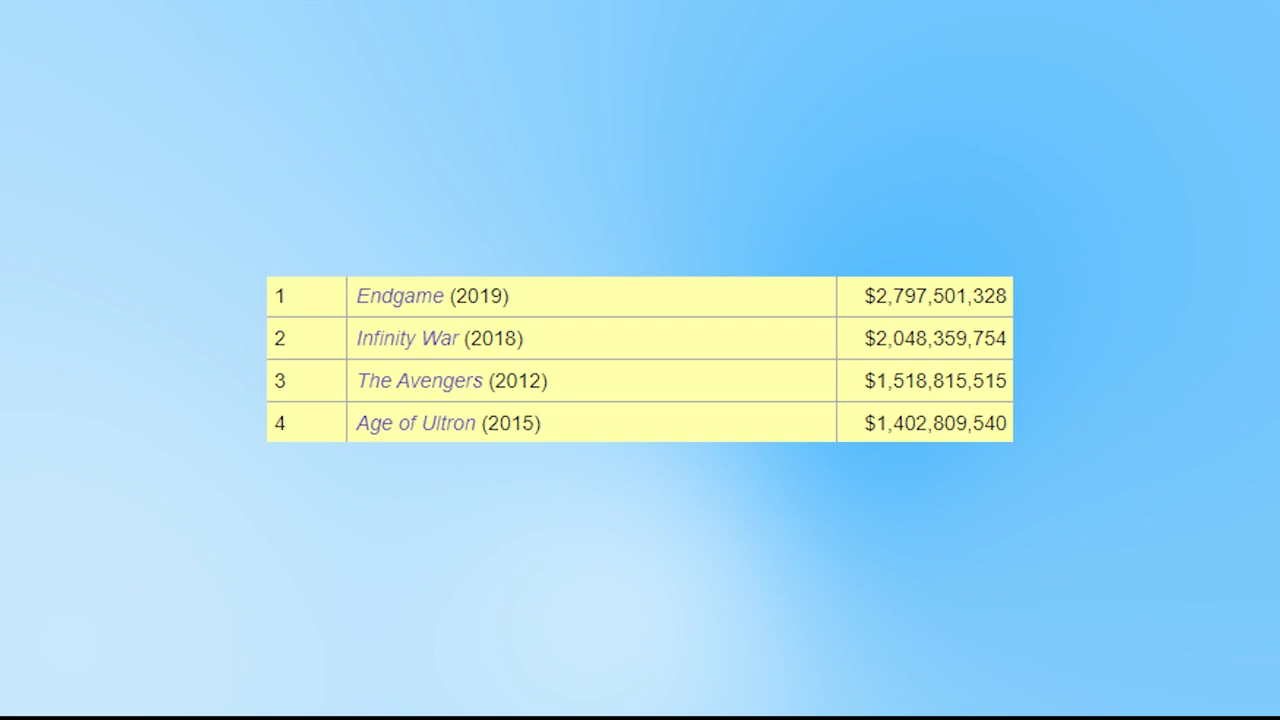 1 Endgame (2019) $2,797,501,328
2 Infinity War (2018) $2,048,359,754
3 The Avengers (2012) $1,518,815,515
4 Age of Ultron (2015) $1,402,809,540